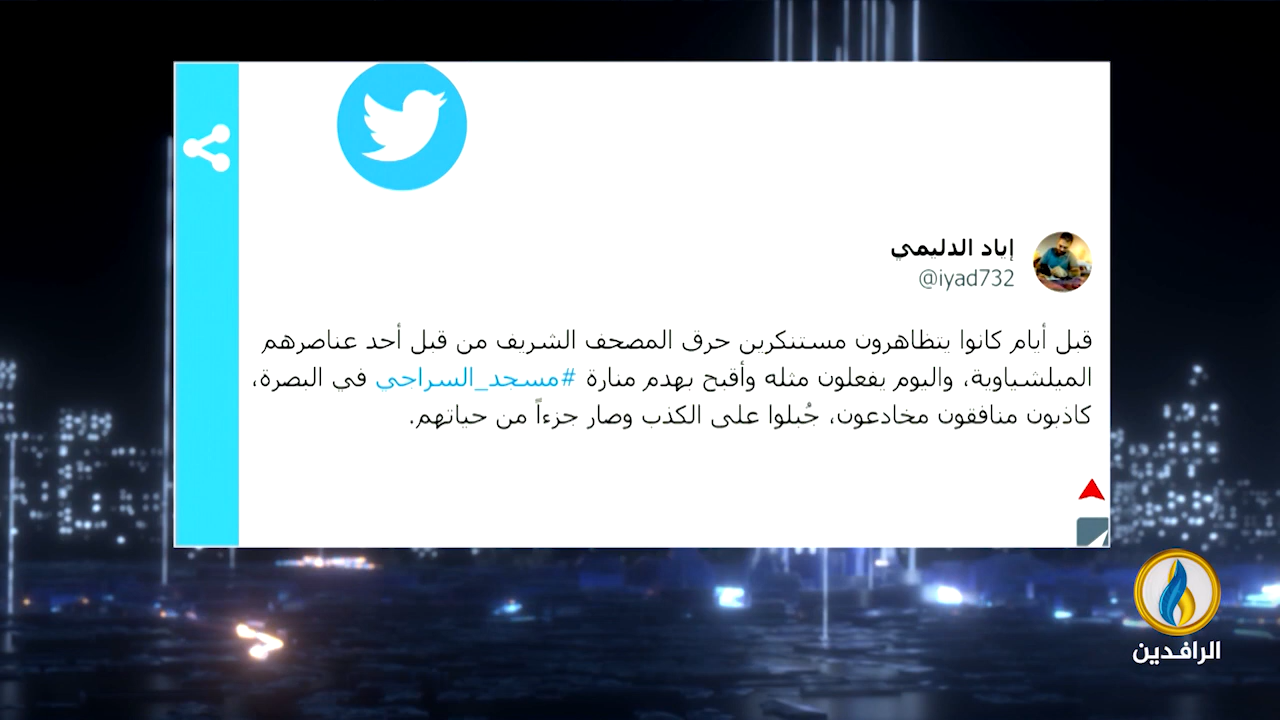 إياد الدليمي
@iyad732
قبل أيام كانوا يتظاهرون مستنكرين حرق المصحف الشريف من قبل أحد عناصرهم
الميلشياوية، واليوم يفعلون مثله وأقبح بهدم منارة #مسجد_السراجي في البصرة،
كاذبون منافقون مخادعون، جُبلوا على الكذب وصار جزءاً من حياتهم.
الرافدين